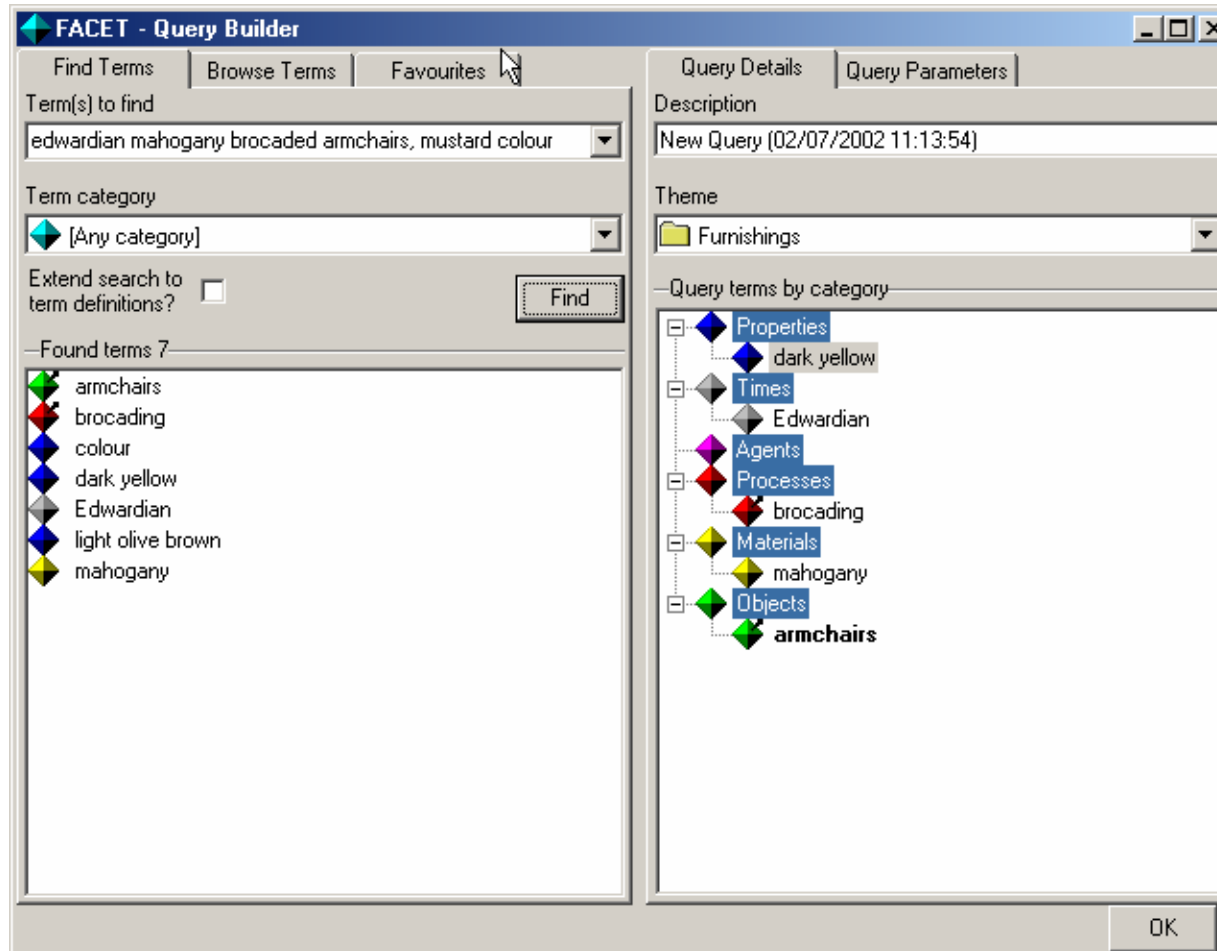 FACET - Query Builder
Find Terms
Browse Terms
Favourites
Term(s) to find
edwardian mahogany brocaded armchairs, mustard colour
Term category
[Any category]
Extend search to
term definitions?
Find
Found terms 7
armchairs
brocading
colour
dark yellow
Edwardian
light olive brown
mahogany
Query Details
Query Parameters
Description
New Query (02/07/2002 11:13:54)
Theme
Furnishings
Query terms by category
Properties
dark yellow
Times
Edwardian
Agents
Processes
brocading
Materials
mahogany
Objects
armchairs
OK